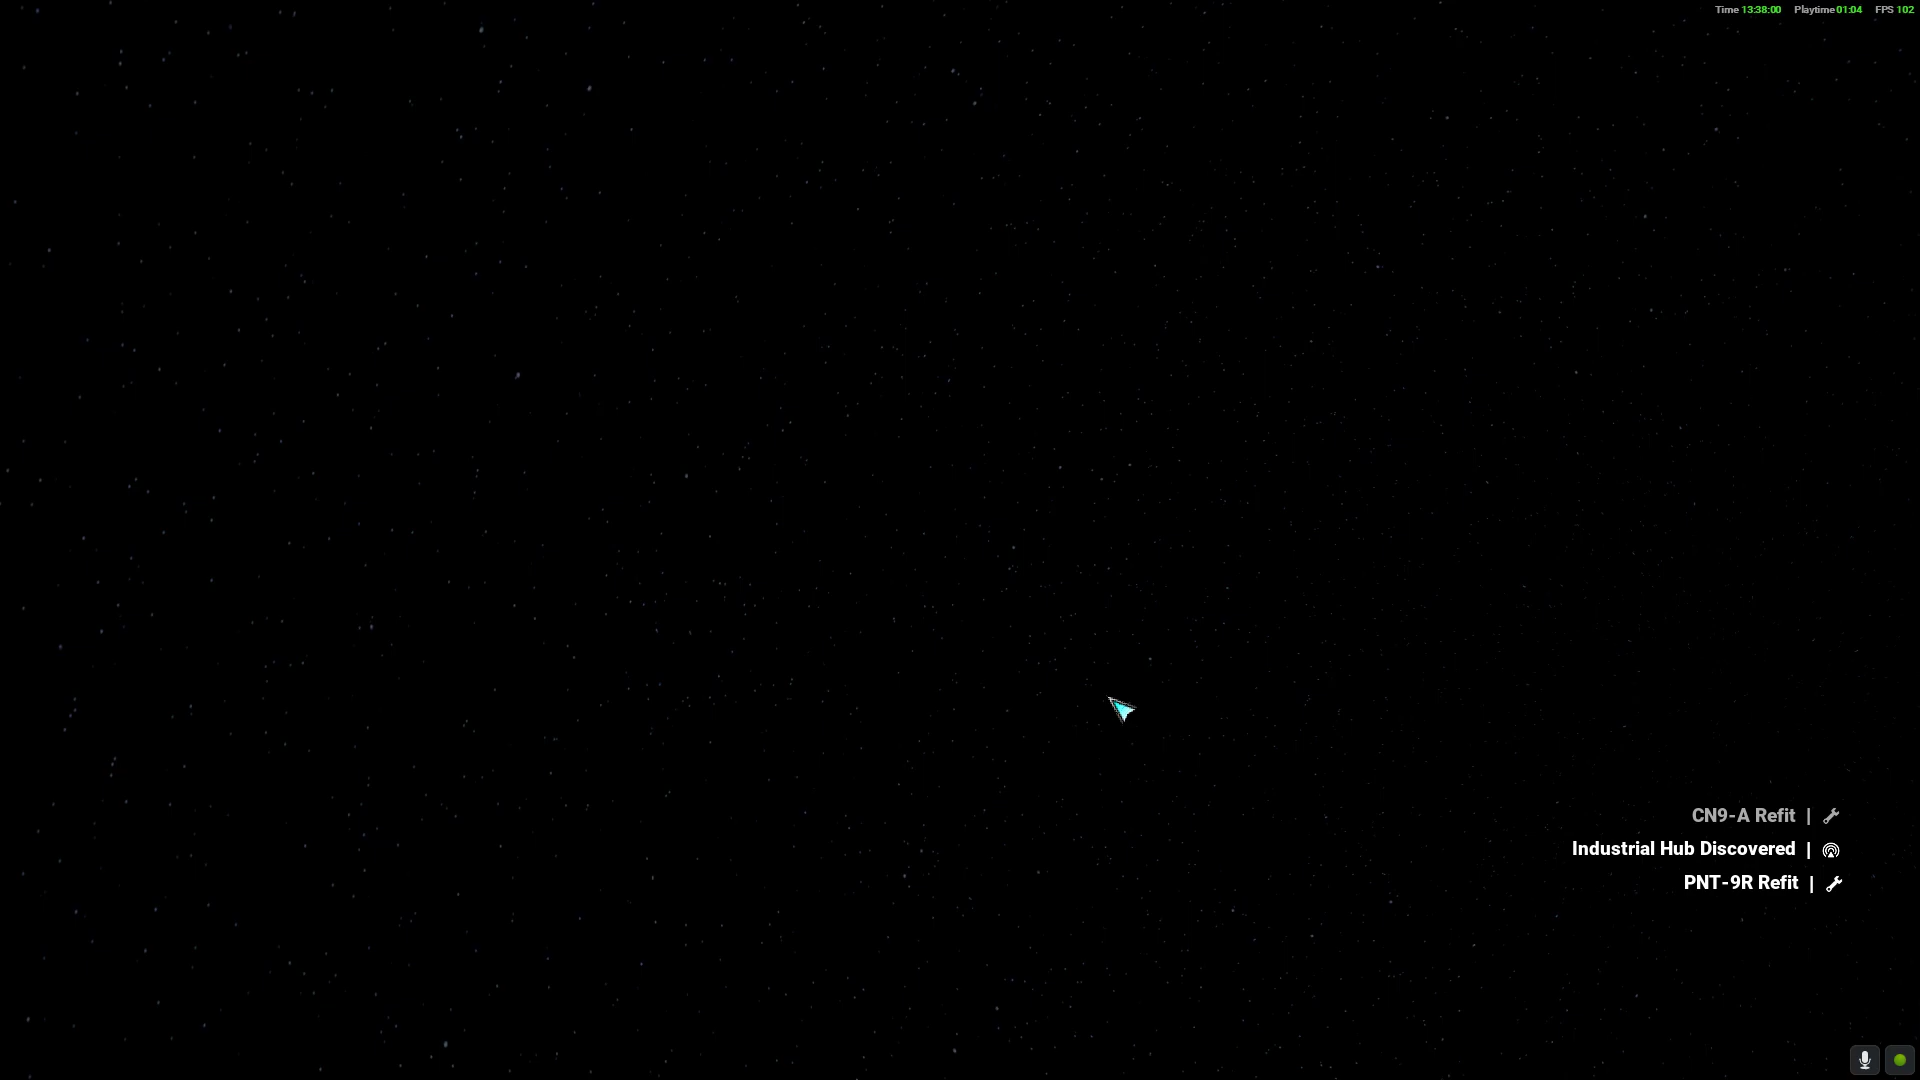 Time 13:38:00 Playtime 01:04 FPS 102
CN9-A Refit |
Industrial Hub Discovered |
PNT-9R Refit |